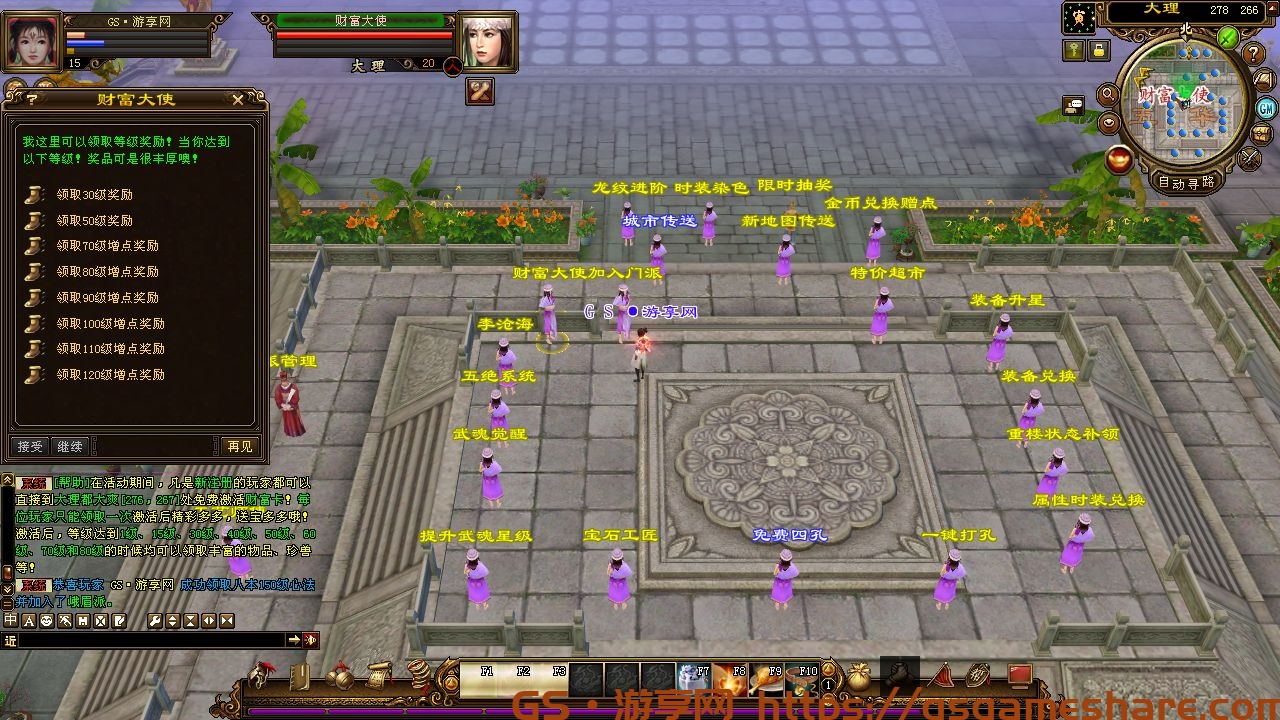 GS·游享网
15
财富大使
大理
20
大理
278 266
北
GM
财富大使
自动寻路
财富大使
我这里可以领取等级奖励！当你达到
以下等级！奖品可是很丰厚噢！
领取30级奖励
领取50级奖励
领取70级增点奖励
领取80级增点奖励
领取90级增点奖励
领取100级增点奖励
领取110级增点奖励
领取120级增点奖励
接受 继续 再见
龙纹进阶 时装染色 限时抽奖
金币兑换赠点
城市传送 新地图传送
财富大使 加入门派 特价超市
装备升星
GS●游享网
李沧海
派管理
五绝系统 装备兑换
武魂觉醒 重楼状态补领
属性时装兑换
提升武魂星级 宝石工匠 免费四孔 一键打孔
系统 [帮助]在活动期间，凡是新注册的玩家都可以
直接到大理都大爽[276，267]处免费激活财富卡！每
位玩家只能领取一次激活后精彩多多，送宝多多哦！
激活后，在10级、15级、30级、40级、50级、60
级、70级和80级的时候均可以领取丰富的物品、珍兽
等！
系统 恭喜玩家 GS·游享网 成功领取八本150级心法
并加入了峨眉派。
中 A
近
F1 F2 F3 F7 F8 F9 F10
1
GS·游享网 https://gsgameshare.com